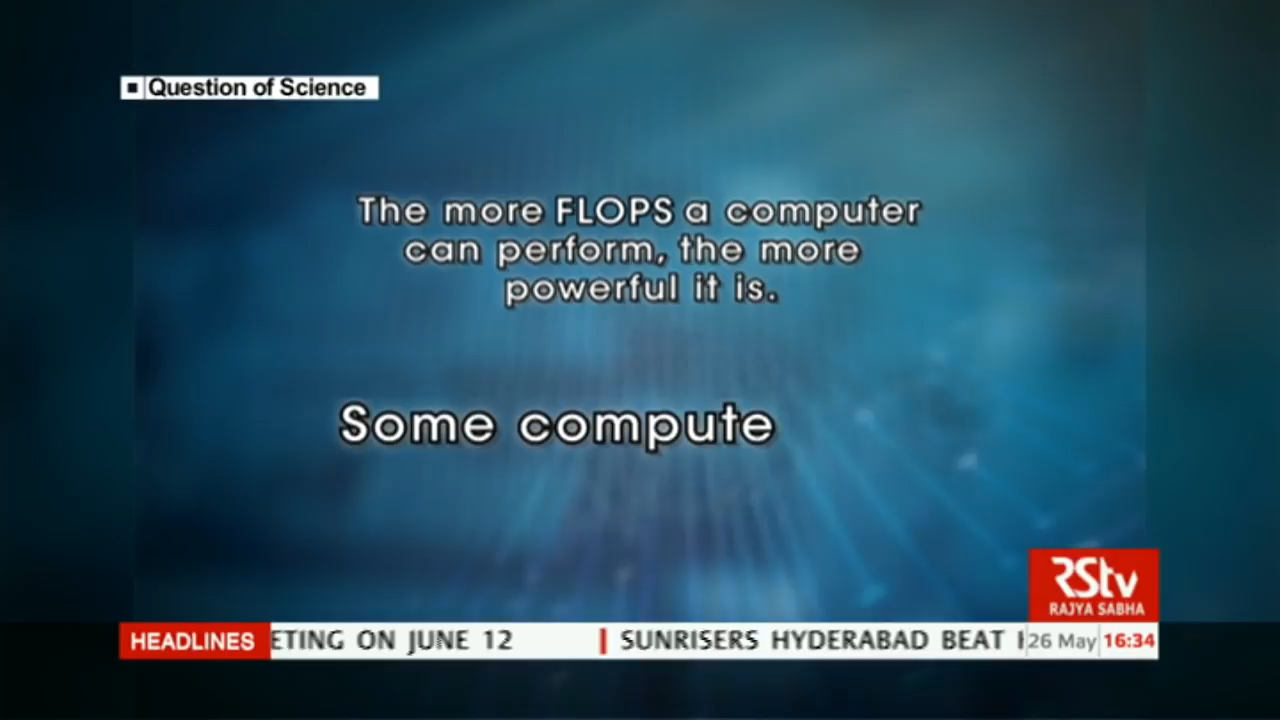 Question of Science
The more FLOPS a computer
can perform, the more
powerful it is.
Some compute
RStv
RAJYA SABHA
HEADLINES
ETING ON JUNE 12
SUNRISERS HYDERABAD BEAT
26 May
16:34